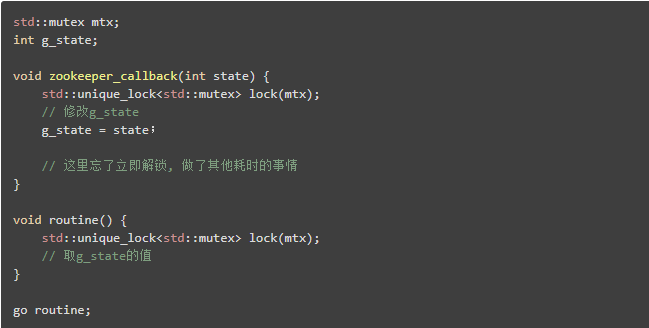 std::mutex mtx;
int g_state;
void zookeeper_callback(int state) {
std::unique_lock<std::mutex> lock(mtx);
// 修改g_state
g_state = state;
// 这里忘了立即解锁, 做了其他耗时的事情
}
void routine() {
std::unique_lock<std::mutex> lock(mtx);
// 取g_state的值
}
go routine;